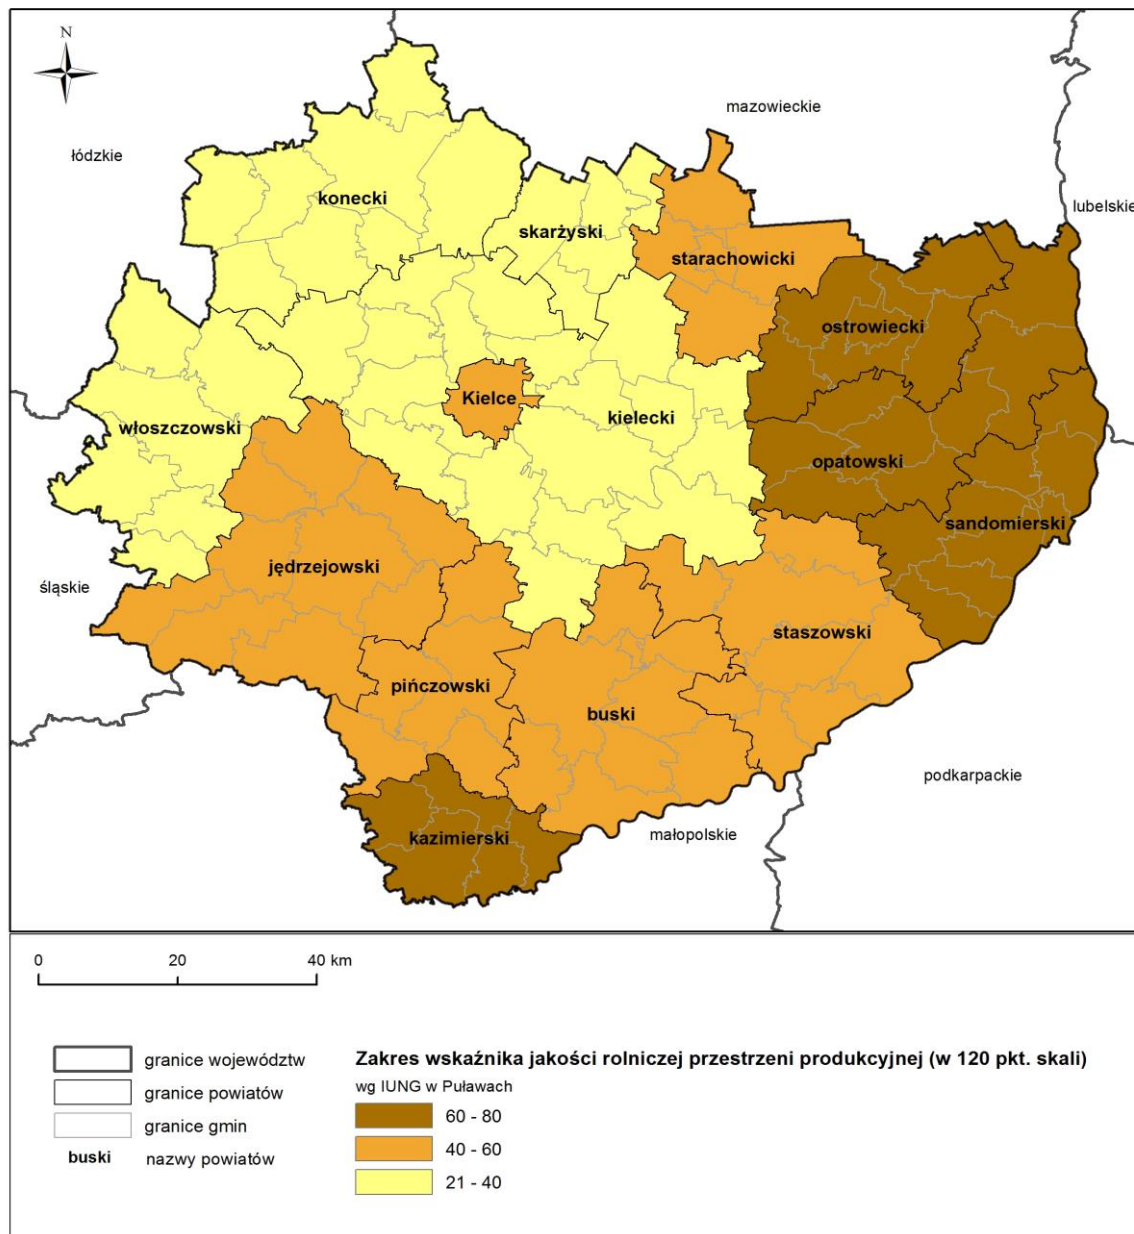 N
mazowieckie
łódzkie
konecki
lubelskie
skarżyski
starachowicki
ostrowiecki
Kielce
kielecki
włoszczowski
opatowski
sandomierski
jędrzejowski
śląskie
staszowski
pińczowski
buski
podkarpackie
małopolskie
kazimierski
0 20 40 km
granice województw
granice powiatów
granice gmin
buski nazwy powiatów
Zakres wskaźnika jakości rolniczej przestrzeni produkcyjnej (w 120 pkt. skali)
wg IUNG w Puławach
60 - 80
40 - 60
21 - 40